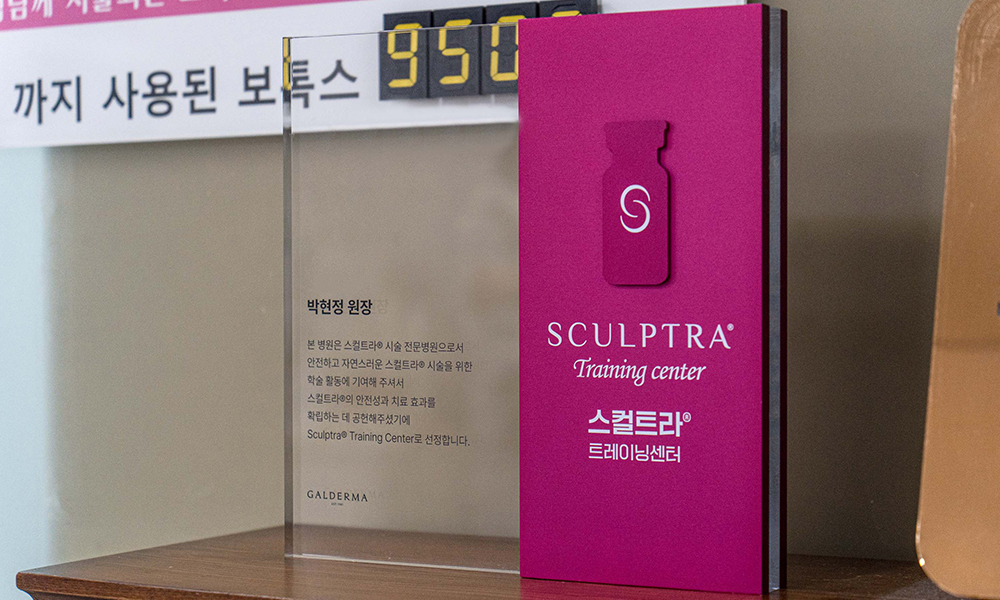 까지 사용된 보톡스
950
박현정 원장
본 병원은 스컬트라® 시술 전문병원으로서
안전하고 자연스러운 스컬트라® 시술을 위한
학술 활동에 기여해 주셔서
스컬트라®의 안전성과 치료 효과를
확립하는 데 공헌해주셨기에
Sculptra® Training Center로 선정합니다.
GALDERMA
SCULPTRA®
Training center
스컬트라®
트레이닝센터